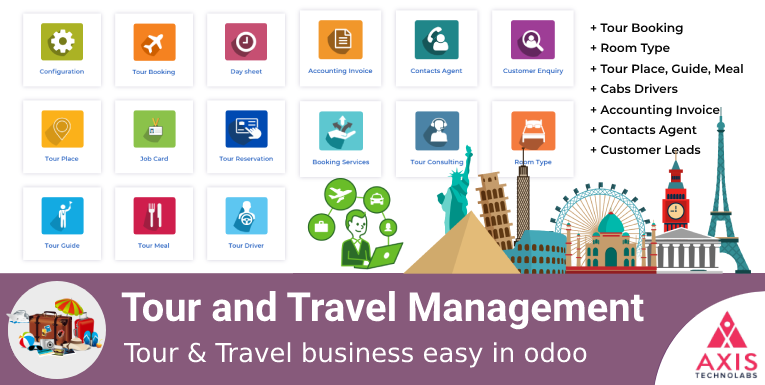 Configuration
Tour Booking
Day sheet
Accounting Invoice
Contacts Agent
Customer Enquiry
Tour Place
Job Card
Tour Reservation
Booking Services
Tour Consulting
Room Type
Tour Guide
Tour Meal
Tour Driver
+ Tour Booking
+ Room Type
+ Tour Place, Guide, Meal
+ Cabs Drivers
+ Accounting Invoice
+ Contacts Agent
+ Customer Leads
Tour and Travel Management
Tour & Travel business easy in odoo
AXIS
TECHNOLABS